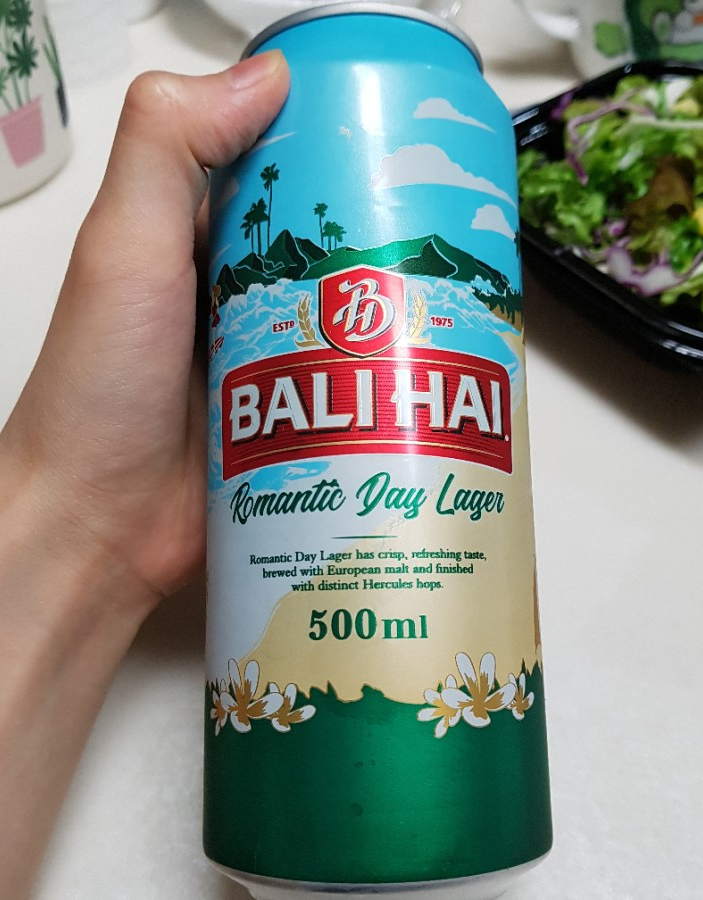 BH
ESTD 1975
BALI HAI.
Romantic Day Lager
Romantic Day Lager has crisp, refreshing taste,
brewed with European malt and finished
with distinct Hercules hops.
500ml